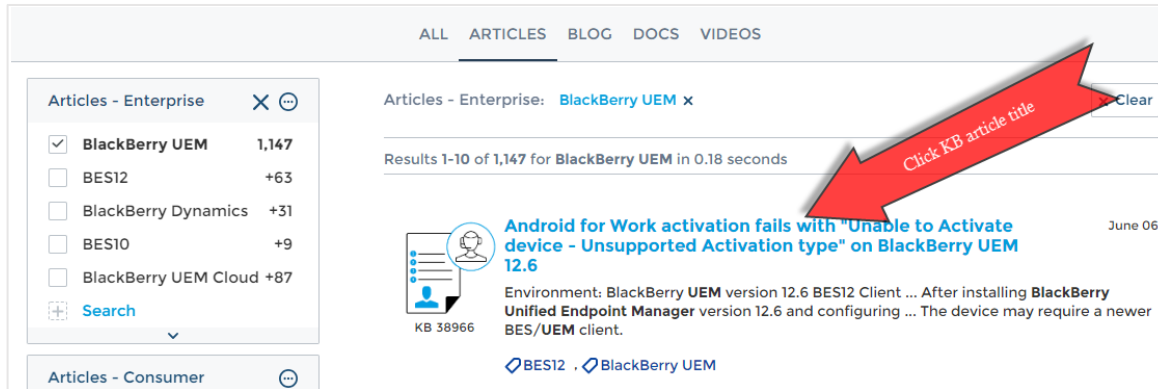 ALL ARTICLES BLOG DOCS VIDEOS
Articles - Enterprise
BlackBerry UEM 1,147
BES12 +63
BlackBerry Dynamics +31
BES10 +9
BlackBerry UEM Cloud +87
Search
Articles - Consumer
Articles - Enterprise: BlackBerry UEM x
x Clear
Click KB article title
Results 1-10 of 1,147 for BlackBerry UEM in 0.18 seconds
KB 38966
Android for Work activation fails with "Unable to Activate
device - Unsupported Activation type" on BlackBerry UEM
12.6
June 06
Environment: BlackBerry UEM version 12.6 BES12 Client ... After installing BlackBerry
Unified Endpoint Manager version 12.6 and configuring ... The device may require a newer
BES/UEM client.
BES12 , BlackBerry UEM